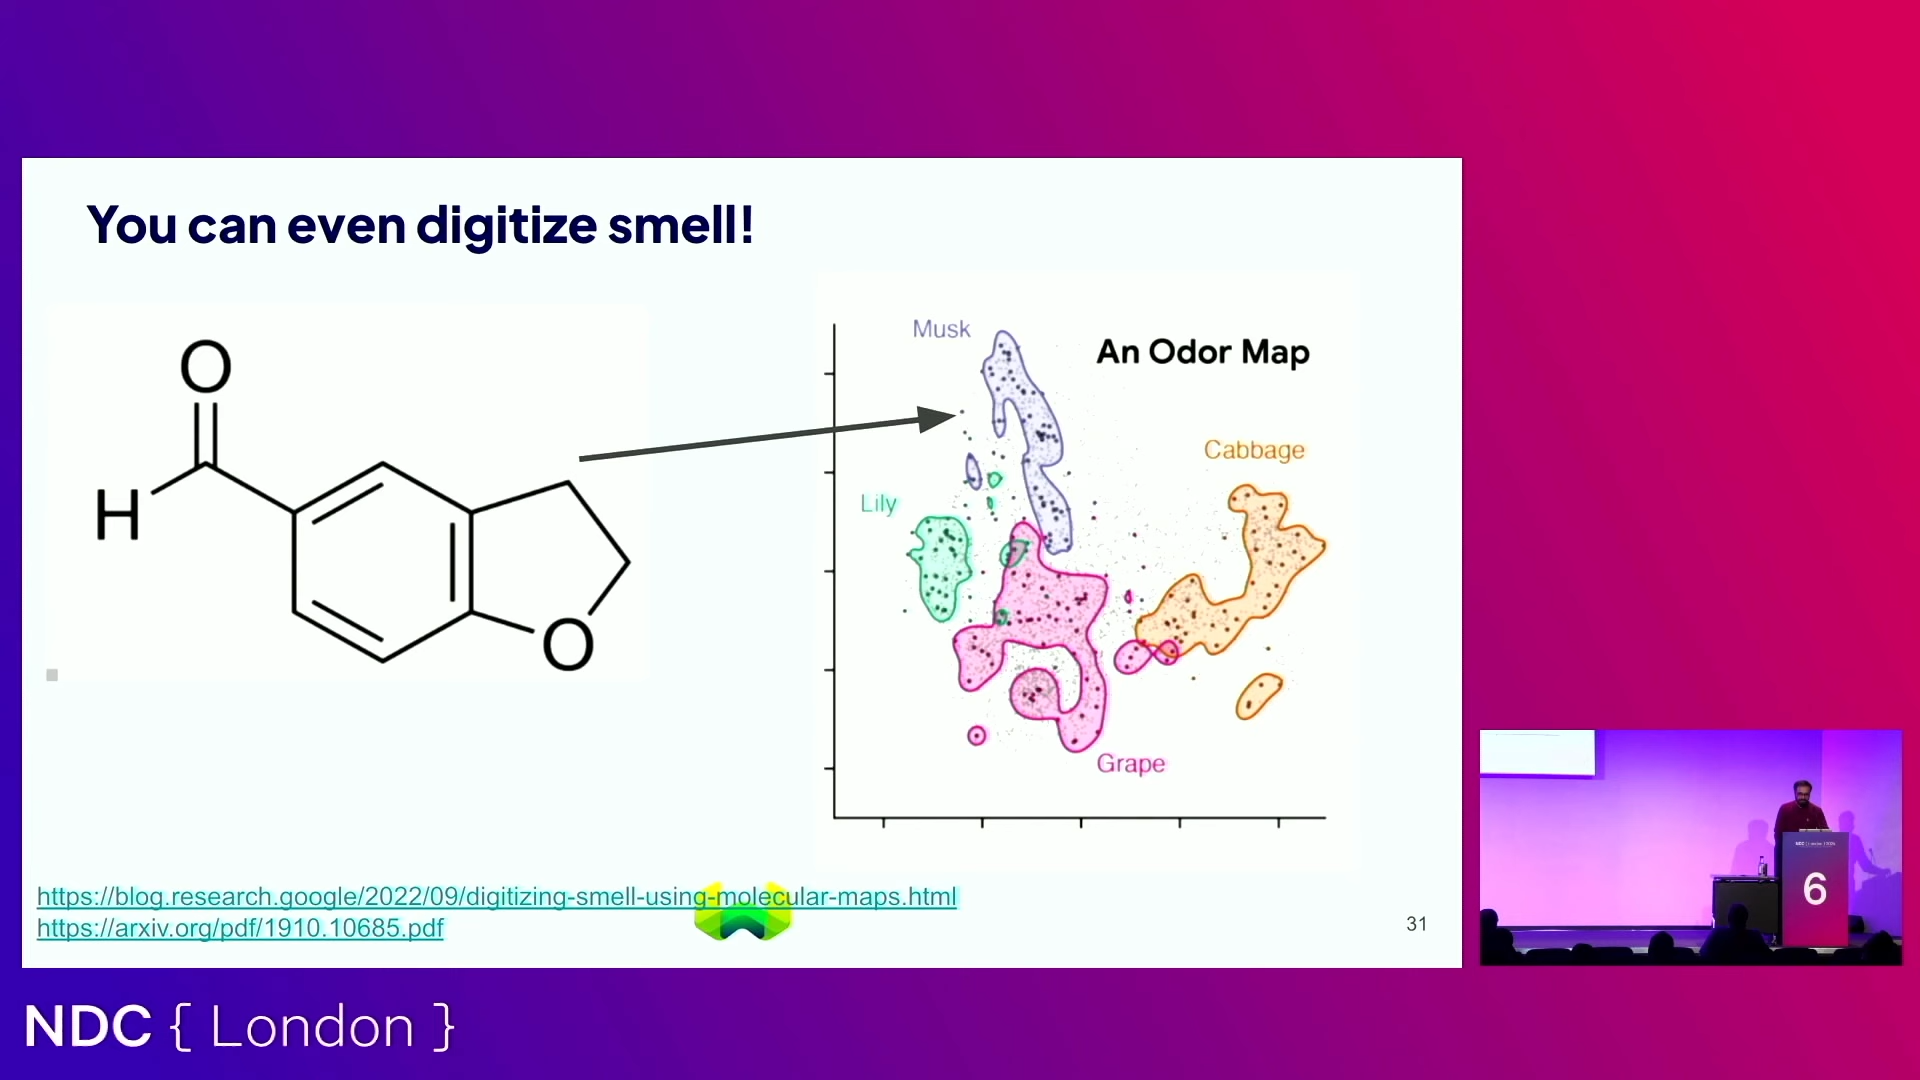 You can even digitize smell!
O
H
O
An Odor Map
Musk
Cabbage
Lily
Grape
https://blog.research.google/2022/09/digitizing-smell-using-molecular-maps.html
https://arxiv.org/pdf/1910.10685.pdf
31
6
NDC { London }